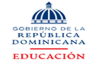 GOBIERNO DE LA
REPÚBLICA
DOMINICANA
EDUCACIÓN